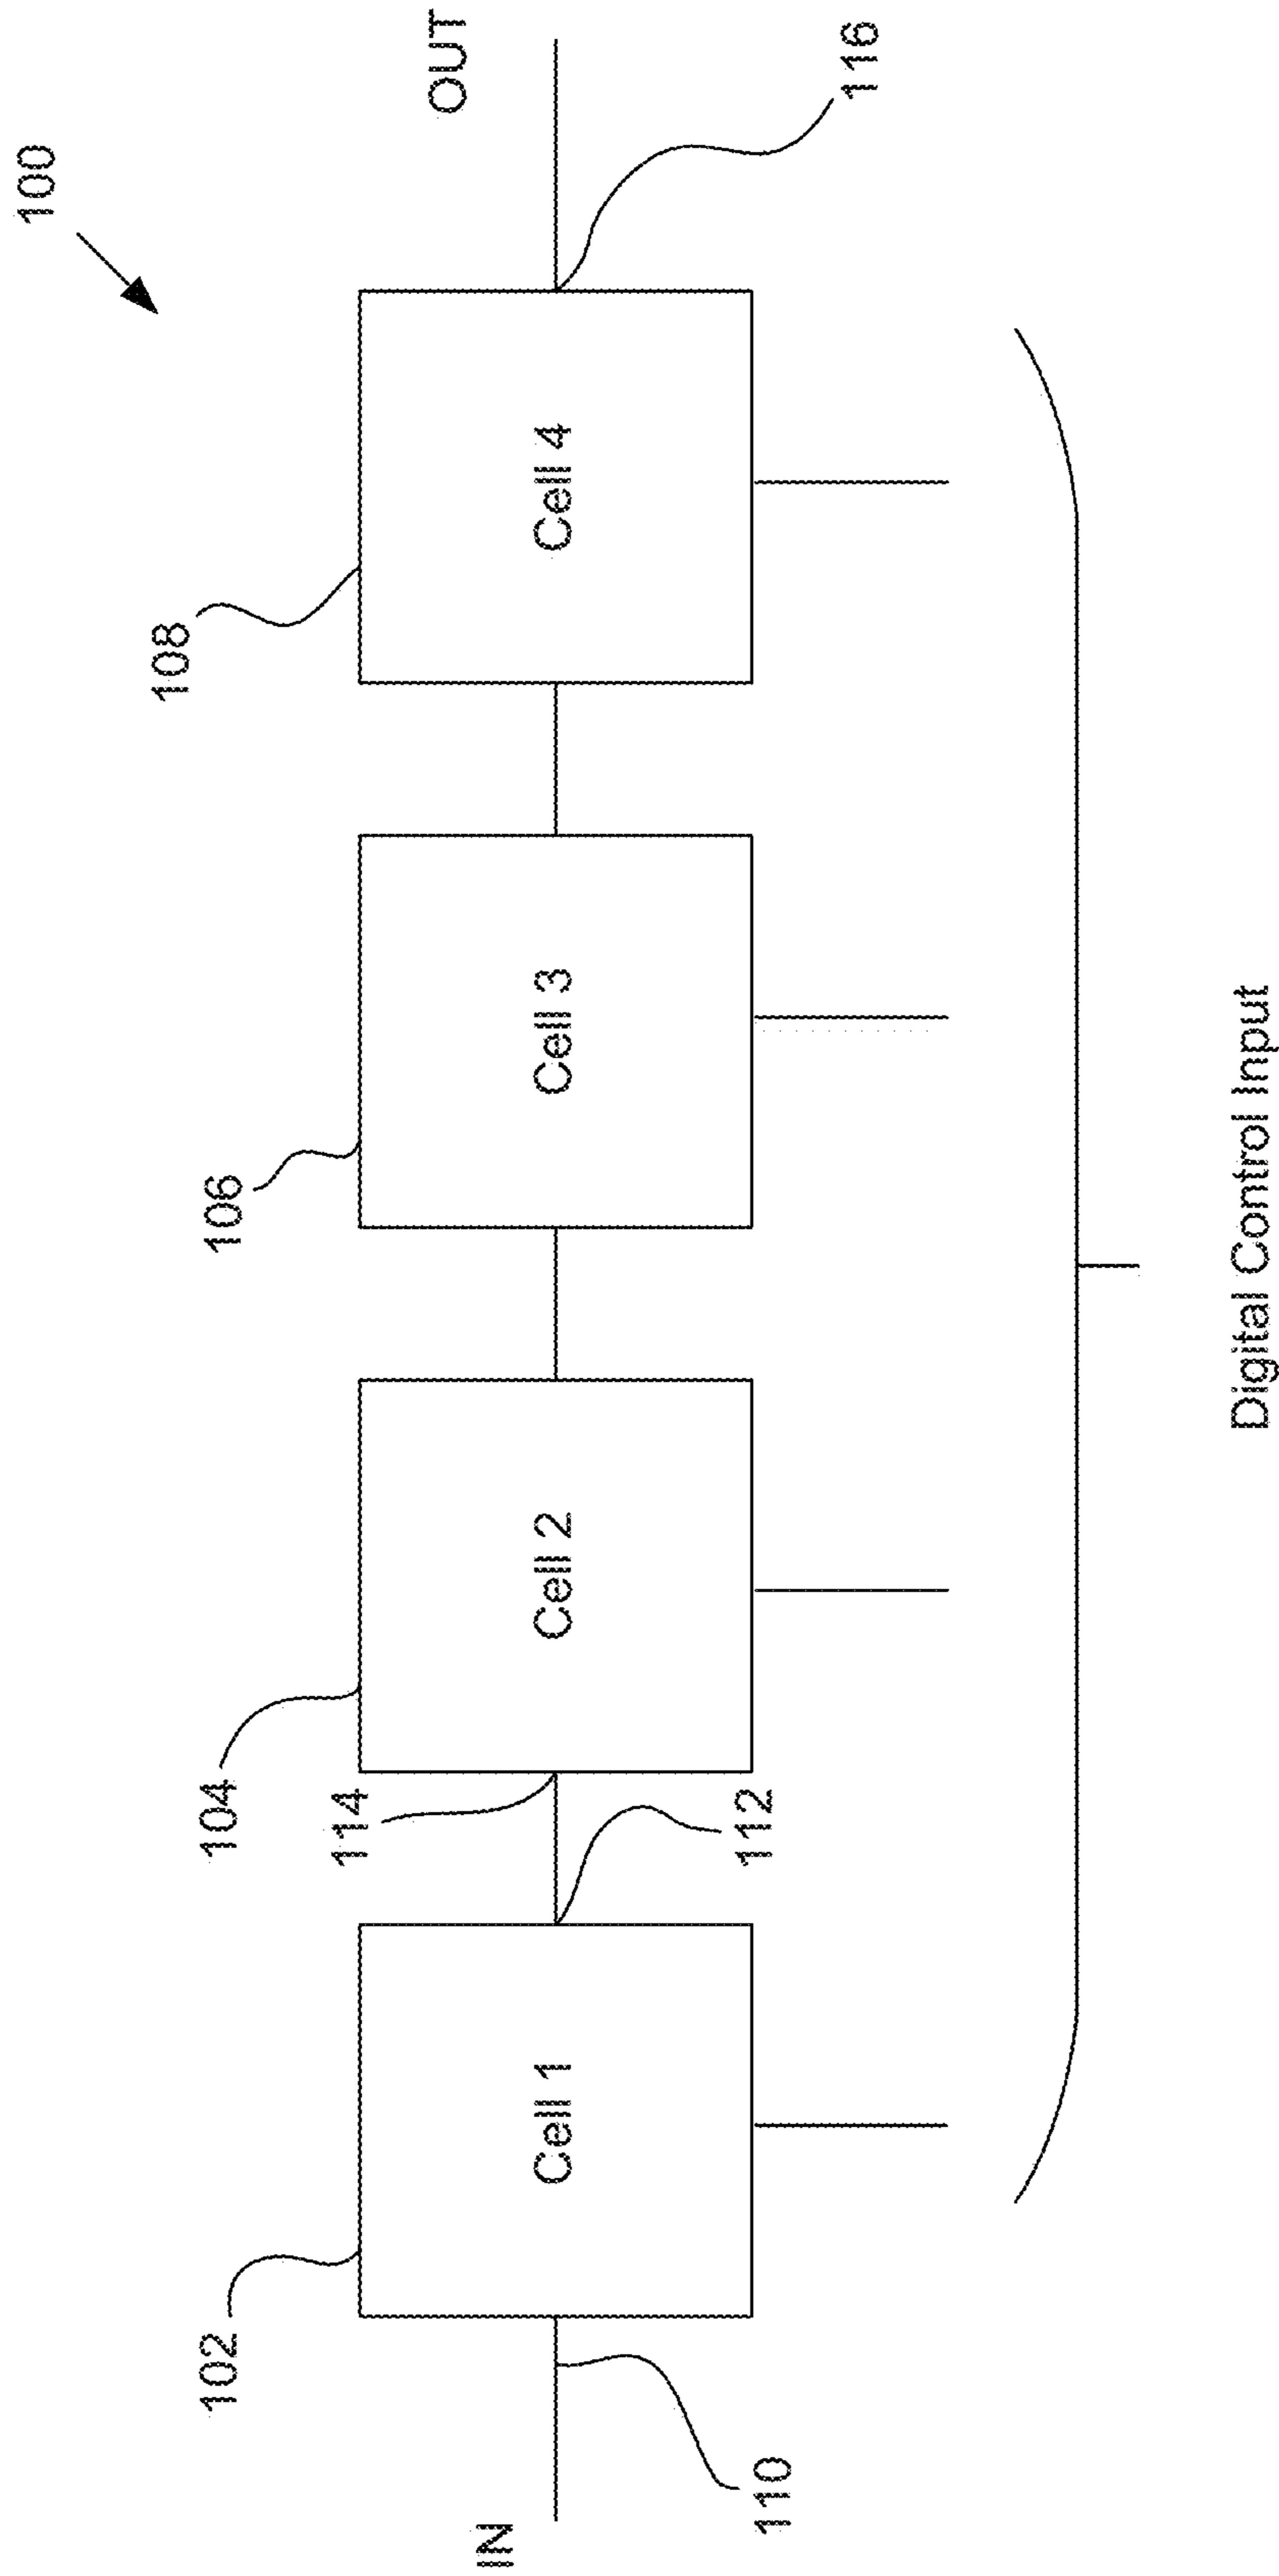 100
102
104
106
108
IN
110
Cell 1
112
114
Cell 2
Cell 3
Cell 4
116
OUT
Digital Control Input